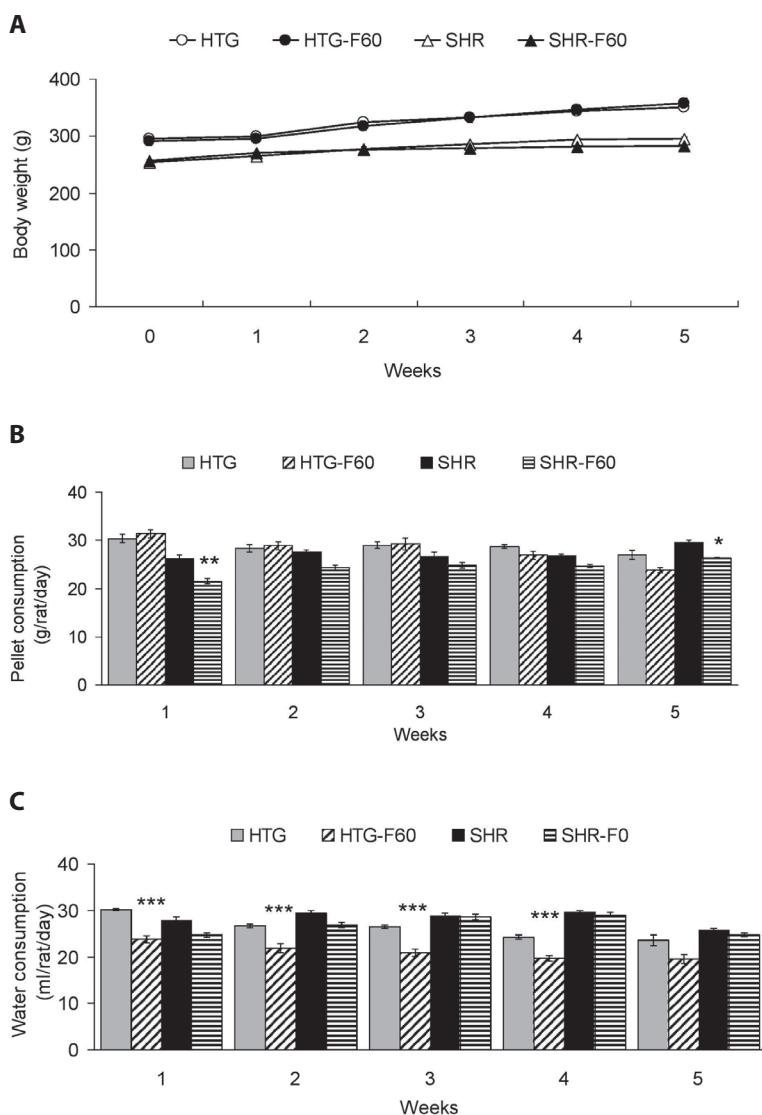 A
HTG HTG-F60 SHR SHR-F60
400
300
200
100
0
Body weight (g)
0 1 2 3 4 5
Weeks
B
HTG HTG-F60 SHR SHR-F60
40
30
20
10
0
Pellet consumption
(g/rat/day)
**
*
1 2 3 4 5
Weeks
C
HTG HTG-F60 SHR SHR-F0
40
30
20
10
0
Water consumption
(ml/rat/day)
*** *** *** ***
1 2 3 4 5
Weeks